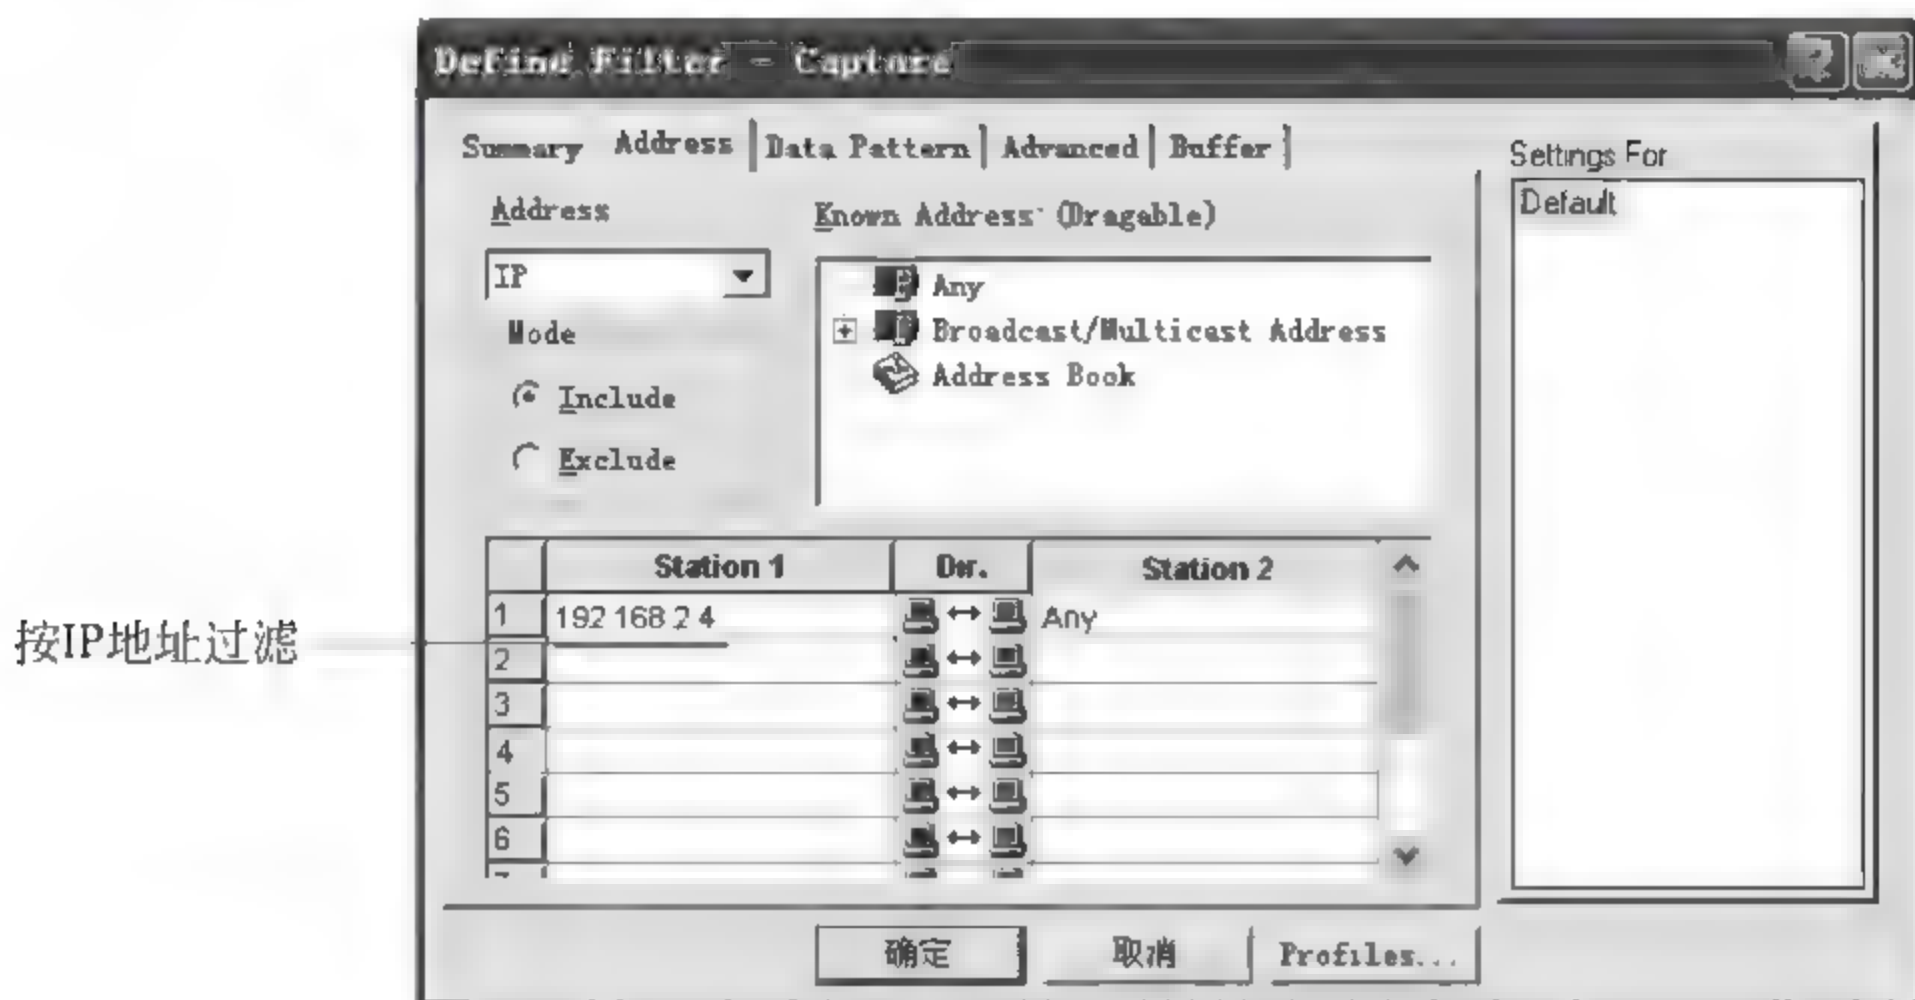 Define Filter - Capture
Summary Address Data Pattern Advanced Buffer
Settings For
Address
Known Address (Dragable)
Default
IP
Any
Mode
Broadcast/Multicast Address
Address Book
Include
Exclude
Station 1 Dir. Station 2
1 192 168 2 4 Any
按IP地址过滤
2
3
4
5
6
确定 取消 Profiles...